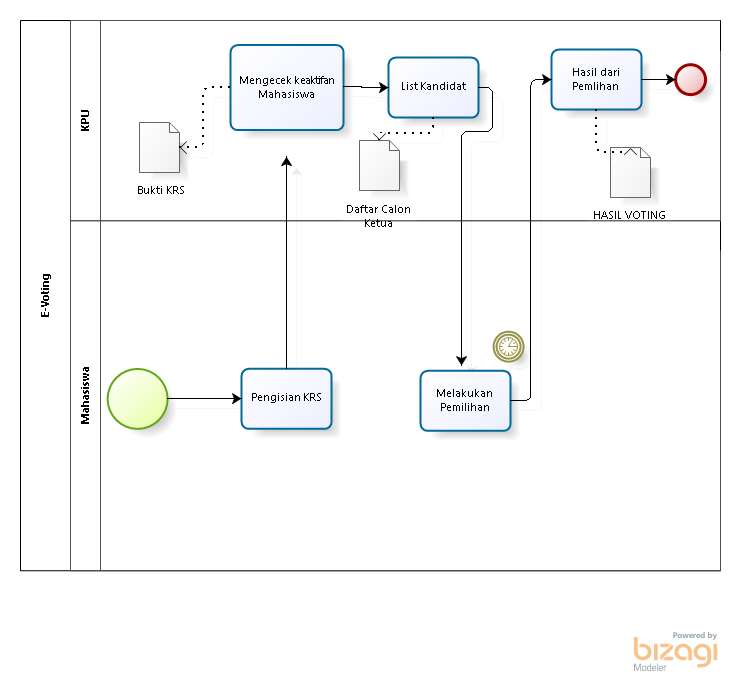 E-Voting
KPU
Mengecek keaktifan
Mahasiswa
List Kandidat
Hasil dari
Pemlihan
Bukti KRS
Daftar Calon
Ketua
HASIL VOTING
Mahasiswa
Pengisian KRS
Melakukan
Pemilihan
Powered by
bizagi
Modeler